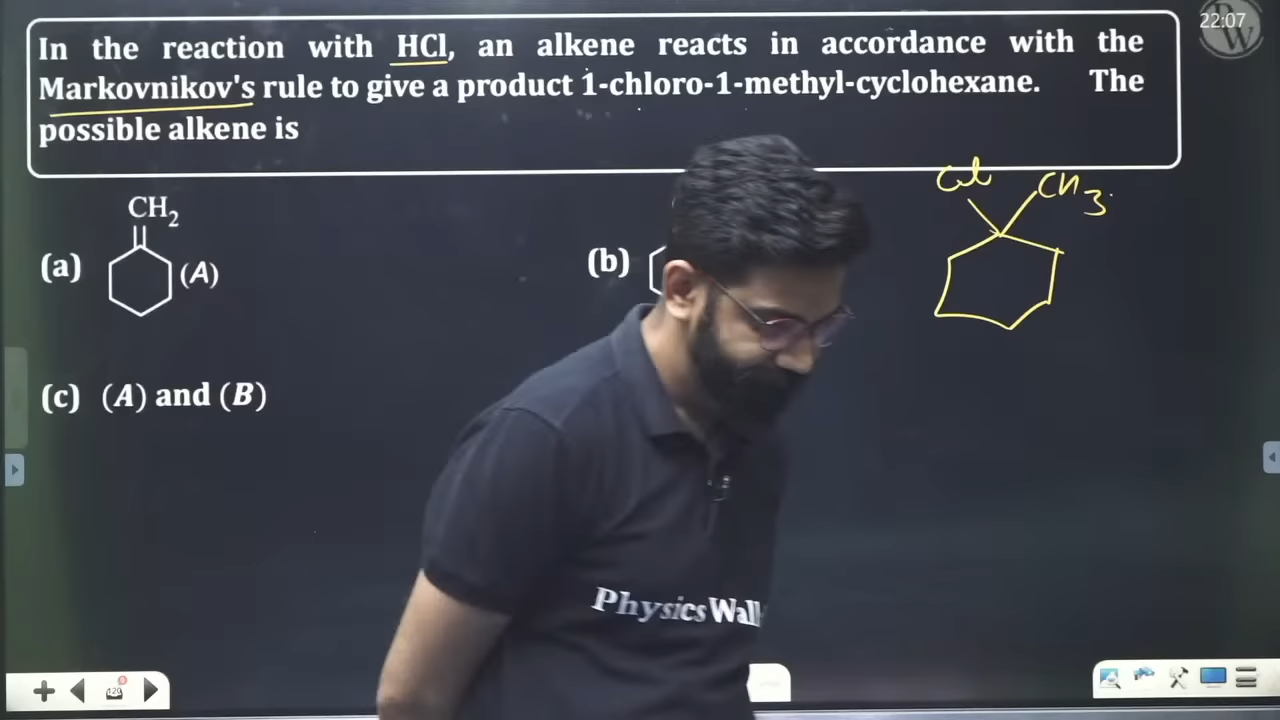 22:07
In the reaction with HCl, an alkene reacts in accordance with the
Markovnikov's rule to give a product 1-chloro-1-methyl-cyclohexane. The
possible alkene is
CH3
CH2
(a) (A)
(b)
(c) (A) and (B)
Physics Wall
120